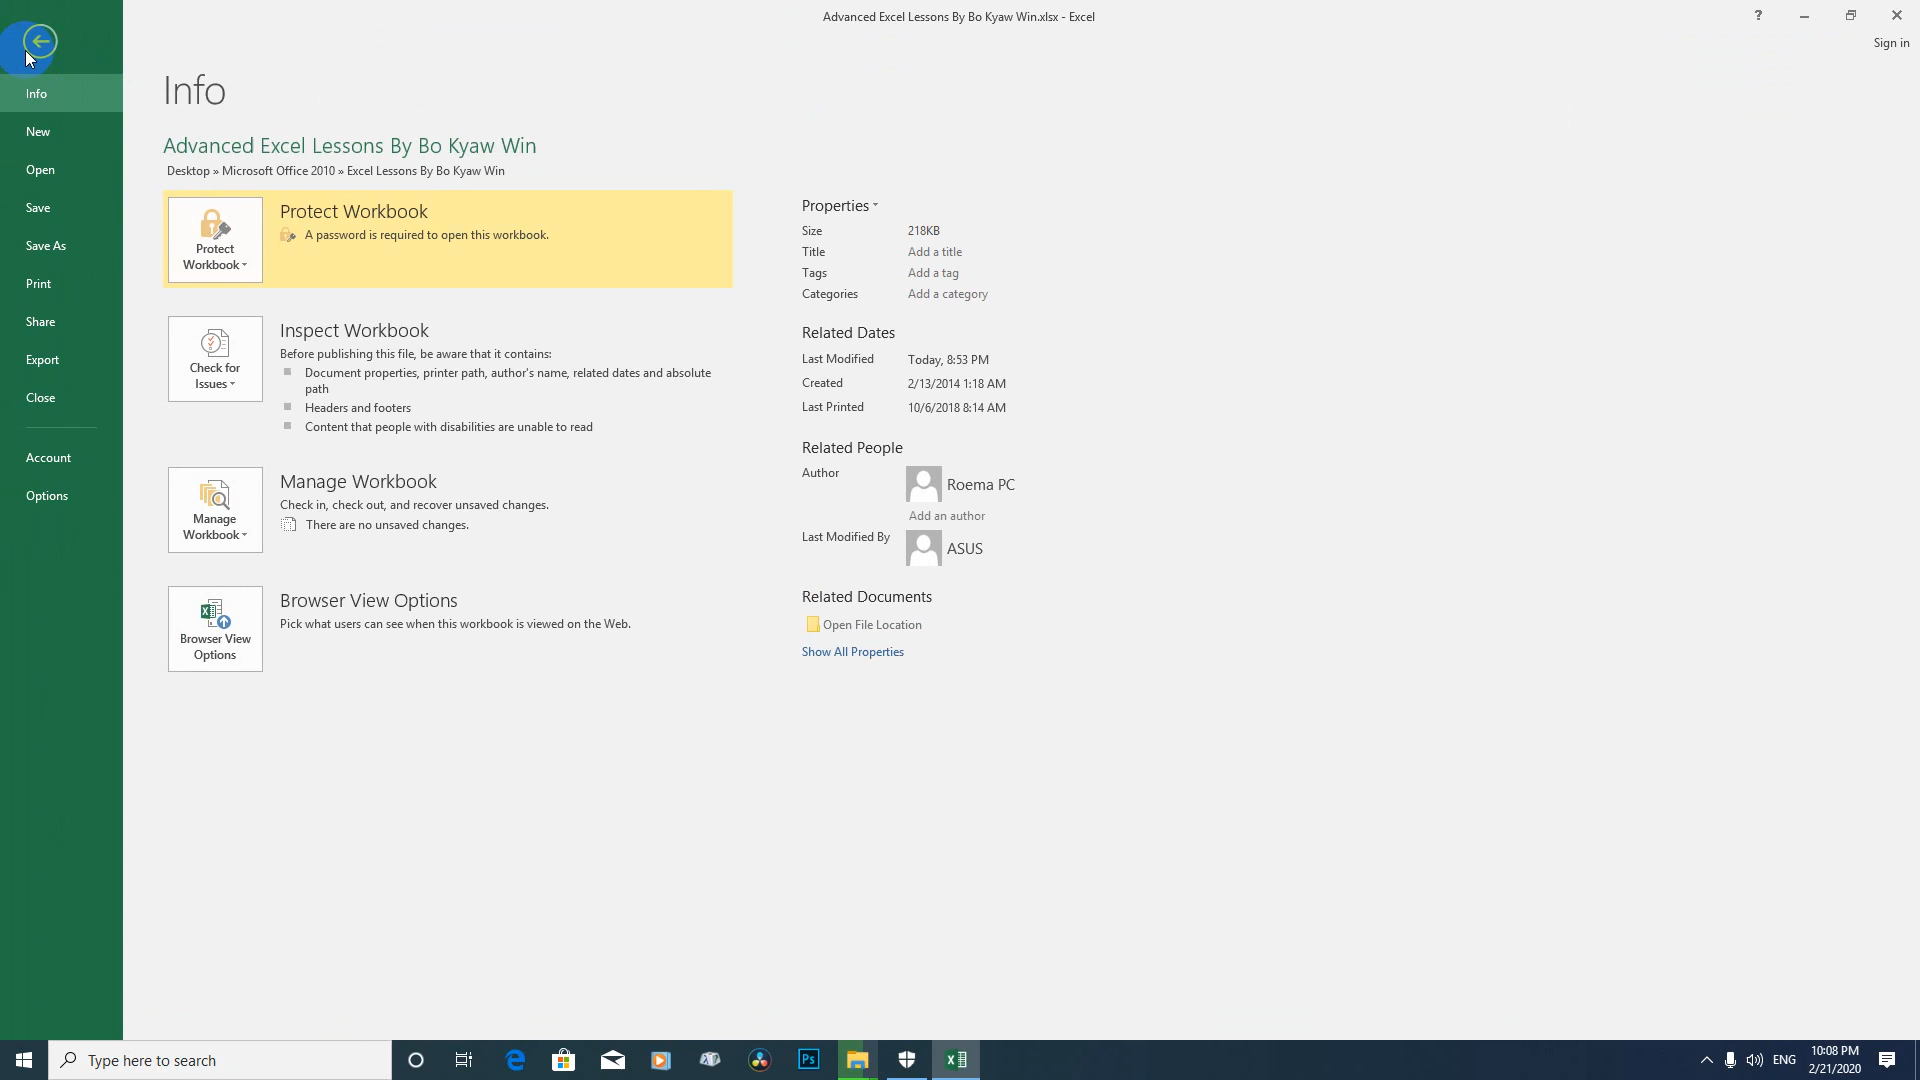 Advanced Excel Lessons By Bo Kyaw Win.xlsx - Excel
?
Sign in
Info
New
Open
Save
Save As
Print
Share
Export
Close
Account
Options
Info
Advanced Excel Lessons By Bo Kyaw Win
Desktop » Microsoft Office 2010 » Excel Lessons By Bo Kyaw Win
Protect
Workbook
Protect Workbook
A password is required to open this workbook.
Check for
Issues
Inspect Workbook
Before publishing this file, be aware that it contains:
Document properties, printer path, author's name, related dates and absolute
path
Headers and footers
Content that people with disabilities are unable to read
Manage
Workbook
Manage Workbook
Check in, check out, and recover unsaved changes.
There are no unsaved changes.
Browser View
Options
Browser View Options
Pick what users can see when this workbook is viewed on the Web.
Properties
Size 218KB
Title Add a title
Tags Add a tag
Categories Add a category
Related Dates
Last Modified Today, 8:53 PM
Created 2/13/2014 1:18 AM
Last Printed 10/6/2018 8:14 AM
Related People
Author Roema PC
Add an author
Last Modified By ASUS
Related Documents
Open File Location
Show All Properties
Type here to search
Ps
ENG
10:08 PM
2/21/2020